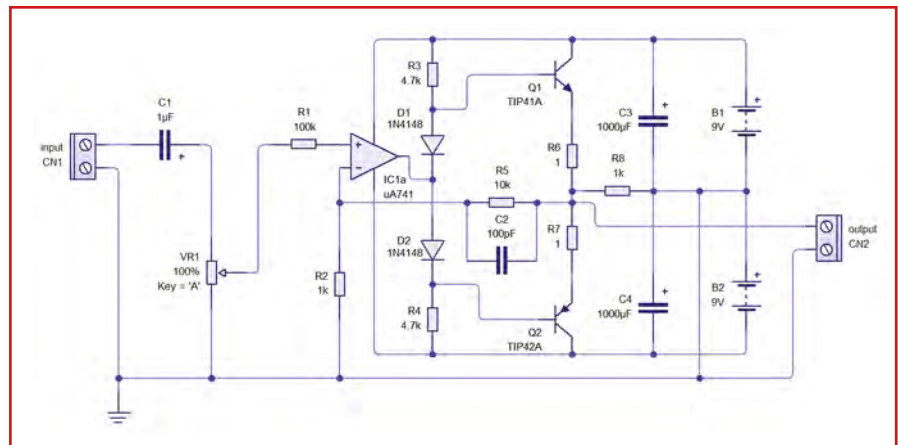 C1
1µF
input
CN1
+
VR1
100%
Key = 'A'
R1
100k
R2
1k
+
−
IC1a
uA741
R3
4.7k
D1
1N4148
D2
1N4148
R4
4.7k
R5
10k
C2
100pF
Q1
TIP41A
R6
1
R7
1
Q2
TIP42A
R8
1k
C3
1000µF
+
C4
1000µF
+
B1
9V
+
B2
9V
+
output
CN2